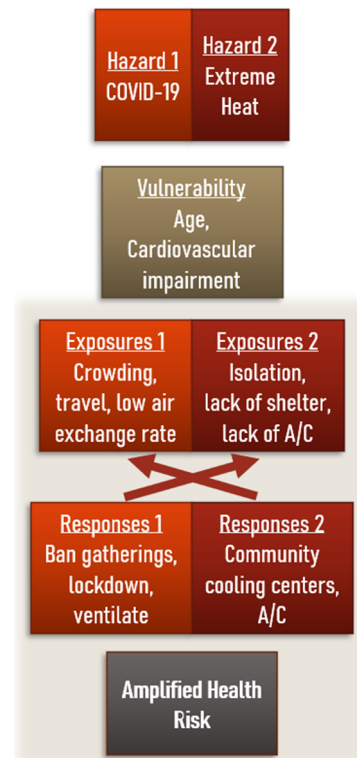 Hazard 1
COVID-19
Hazard 2
Extreme
Heat
Vulnerability
Age,
Cardiovascular
impairment
Exposures 1
Crowding,
travel, low air
exchange rate
Exposures 2
Isolation,
lack of shelter,
lack of A/C
Responses 1
Ban gatherings,
lockdown,
ventilate
Responses 2
Community
cooling centers,
A/C
Amplified Health
Risk